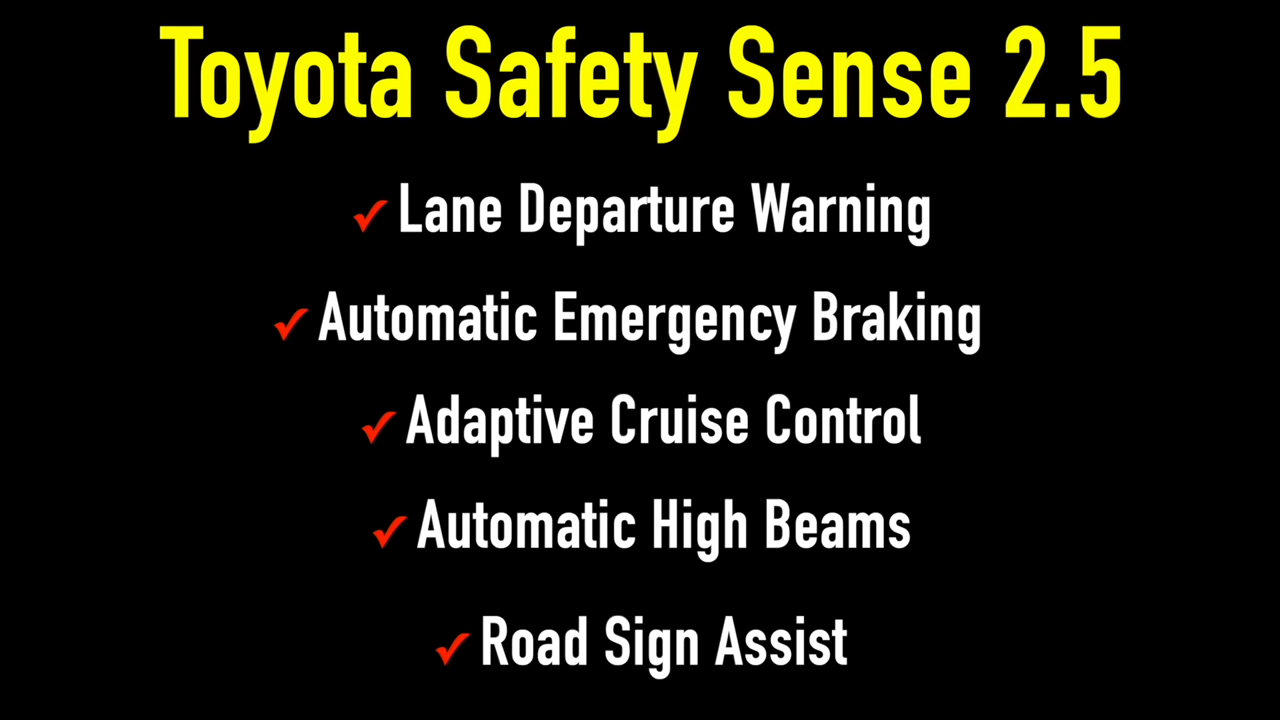 Toyota Safety Sense 2.5
✓ Lane Departure Warning
✓ Automatic Emergency Braking
✓ Adaptive Cruise Control
✓ Automatic High Beams
✓ Road Sign Assist